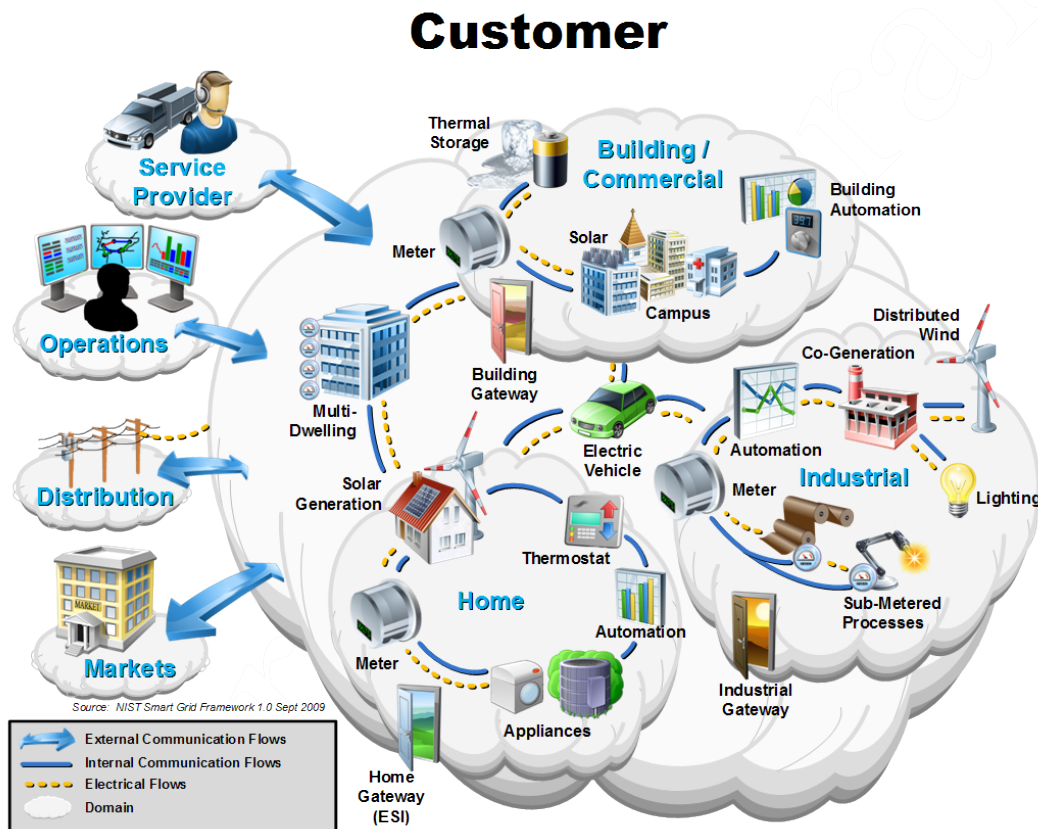 Customer
Service
Provider
Operations
Distribution
MARKET
Markets
Thermal
Storage
Building /
Commercial
Building
Automation
Meter
Solar
Campus
Building
Gateway
Multi-
Dwelling
Electric
Vehicle
Distributed
Wind
Co-Generation
Automation
Industrial
Meter
Lighting
Sub-Metered
Processes
Industrial
Gateway
Solar
Generation
Thermostat
Home
Automation
Meter
Appliances
Home
Gateway
(ESI)
Source: NIST Smart Grid Framework 1.0 Sept 2009
External Communication Flows
Internal Communication Flows
Electrical Flows
Domain